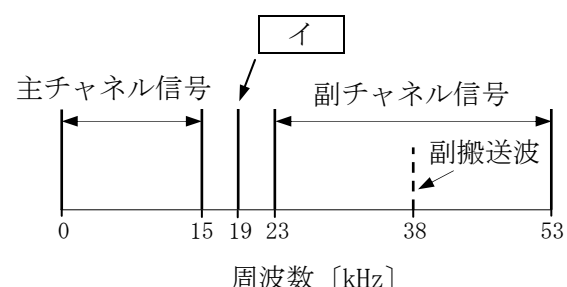 イ
主チャネル信号
副チャネル信号
副搬送波
0 15 19 23 38 53
周波数〔kHz〕